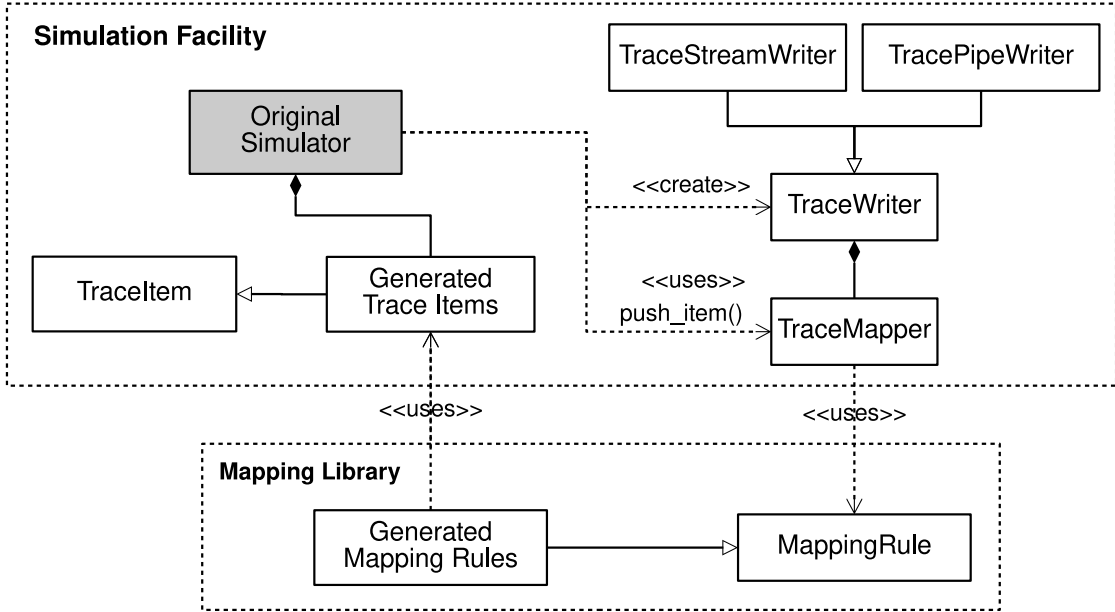 Simulation Facility
TraceStreamWriter
TracePipeWriter
Original
Simulator
<<create>>
TraceWriter
TraceItem
Generated
Trace Items
<<uses>>
push_item()
TraceMapper
<<uses>>
<<uses>>
Mapping Library
Generated
Mapping Rules
MappingRule